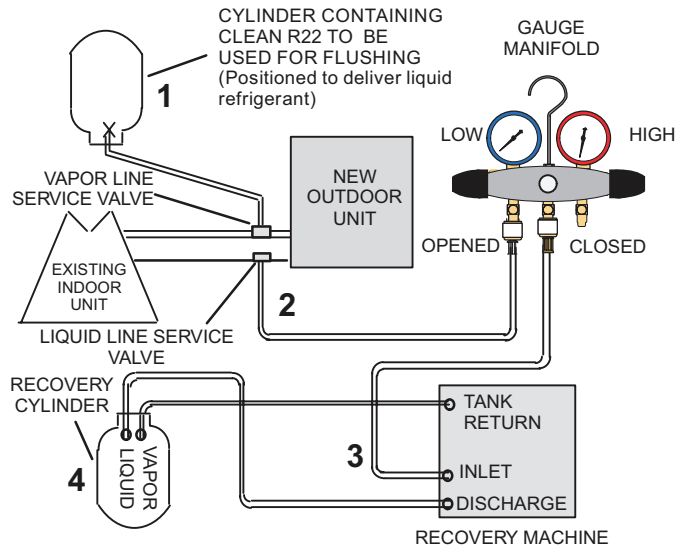 CYLINDER CONTAINING
CLEAN R22 TO BE
USED FOR FLUSHING
(Positioned to deliver liquid
refrigerant)
1
GAUGE
MANIFOLD
LOW
HIGH
VAPOR LINE
SERVICE VALVE
NEW
OUTDOOR
UNIT
OPENED
CLOSED
EXISTING
INDOOR
UNIT
2
LIQUID LINE SERVICE
VALVE
RECOVERY
CYLINDER
TANK
RETURN
3
4
LIQUID
VAPOR
INLET
DISCHARGE
RECOVERY MACHINE